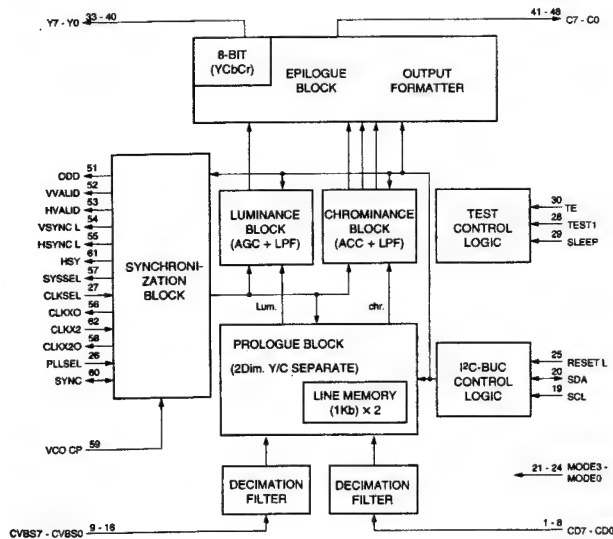 Y7 - Y0
33 - 40
41 - 48
C7 - C0
8-BIT
(YCbCr)
EPILOGUE
BLOCK
OUTPUT
FORMATTER
ODD
51
VVALID
52
HVALID
53
VSYNC L
54
HSYNC L
55
HSY
61
SYSSEL
57
CLKSEL
27
CLKXO
56
CLKX2
62
CLKX2O
58
PLLSEL
26
SYNC
60
SYNCHRONI-
ZATION
BLOCK
LUMINANCE
BLOCK
(AGC + LPF)
CHROMINANCE
BLOCK
(ACC + LPF)
TEST
CONTROL
LOGIC
30
TE
28
TEST1
29
SLEEP
Lum.
chr.
PROLOGUE BLOCK
(2Dim. Y/C SEPARATE)
LINE MEMORY
(1Kb) × 2
I²C-BUC
CONTROL
LOGIC
25
RESET L
20
SDA
19
SCL
VCO CP
59
DECIMATION
FILTER
DECIMATION
FILTER
21 - 24
MODE3 -
MODE0
CVBS7 - CVBS0
9 - 16
1 - 8
CD7 - CD0